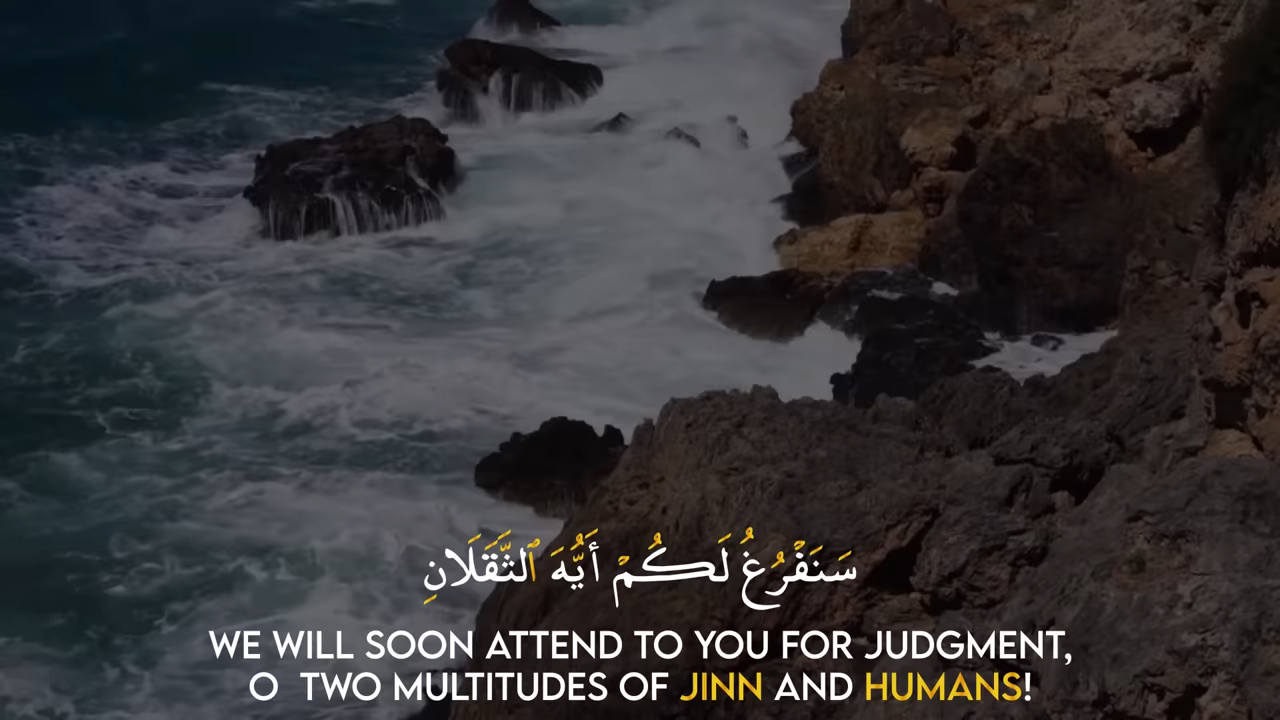 سَنَفْرُغُ لَكُمْ أَيُّهَ ٱلثَّقَلَانِ
WE WILL SOON ATTEND TO YOU FOR JUDGMENT,
O TWO MULTITUDES OF JINN AND HUMANS!